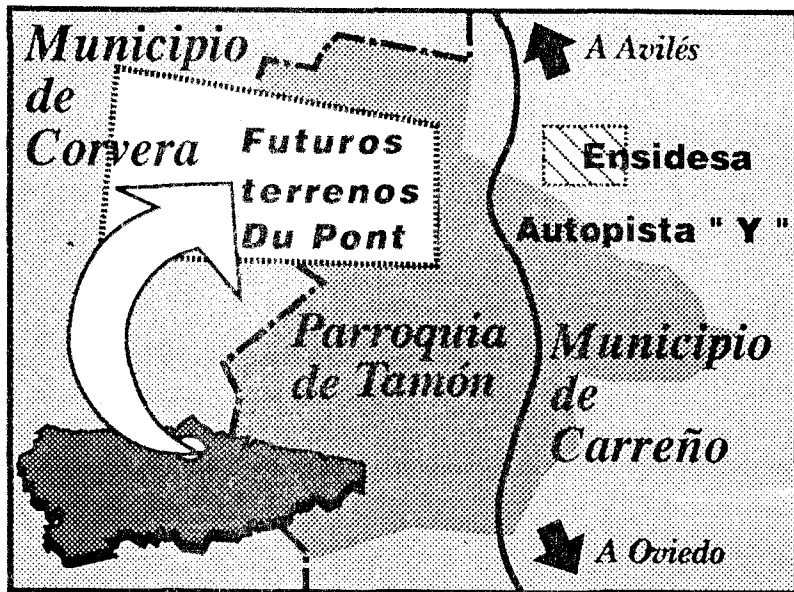 Municipio
de
Corvera
Futuros
terrenos
Du Pont
A Avilés
Ensidesa
Autopista " Y "
Parroquia
de Tamón
Municipio
de
Carreño
A Oviedo